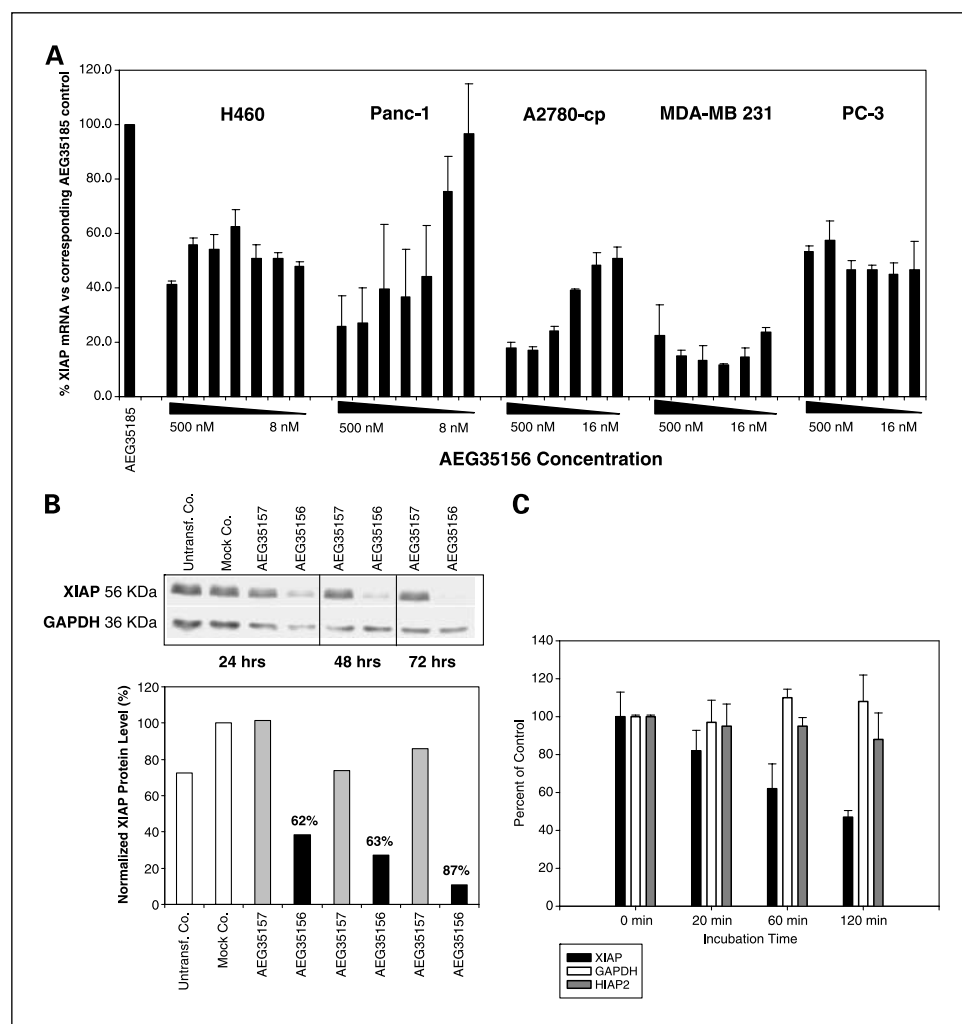 A
% XIAP mRNA vs corresponding AEG35185 control
120.0
100.0
80.0
60.0
40.0
20.0
0.0
H460
Panc-1
A2780-cp
MDA-MB 231
PC-3
AEG35185
500 nM
8 nM
500 nM
8 nM
500 nM
16 nM
500 nM
16 nM
500 nM
16 nM
AEG35156 Concentration
B
Untransf. Co.
Mock Co.
AEG35157
AEG35156
AEG35157
AEG35156
AEG35157
AEG35156
XIAP 56 KDa
GAPDH 36 KDa
24 hrs
48 hrs
72 hrs
Normalized XIAP Protein Level (%)
120
100
80
60
40
20
0
62%
63%
87%
Untransf. Co.
Mock Co.
AEG35157
AEG35156
AEG35157
AEG35156
AEG35157
AEG35156
C
Percent of Control
140
120
100
80
60
40
20
0
0 min
20 min
60 min
120 min
Incubation Time
XIAP
GAPDH
HIAP2